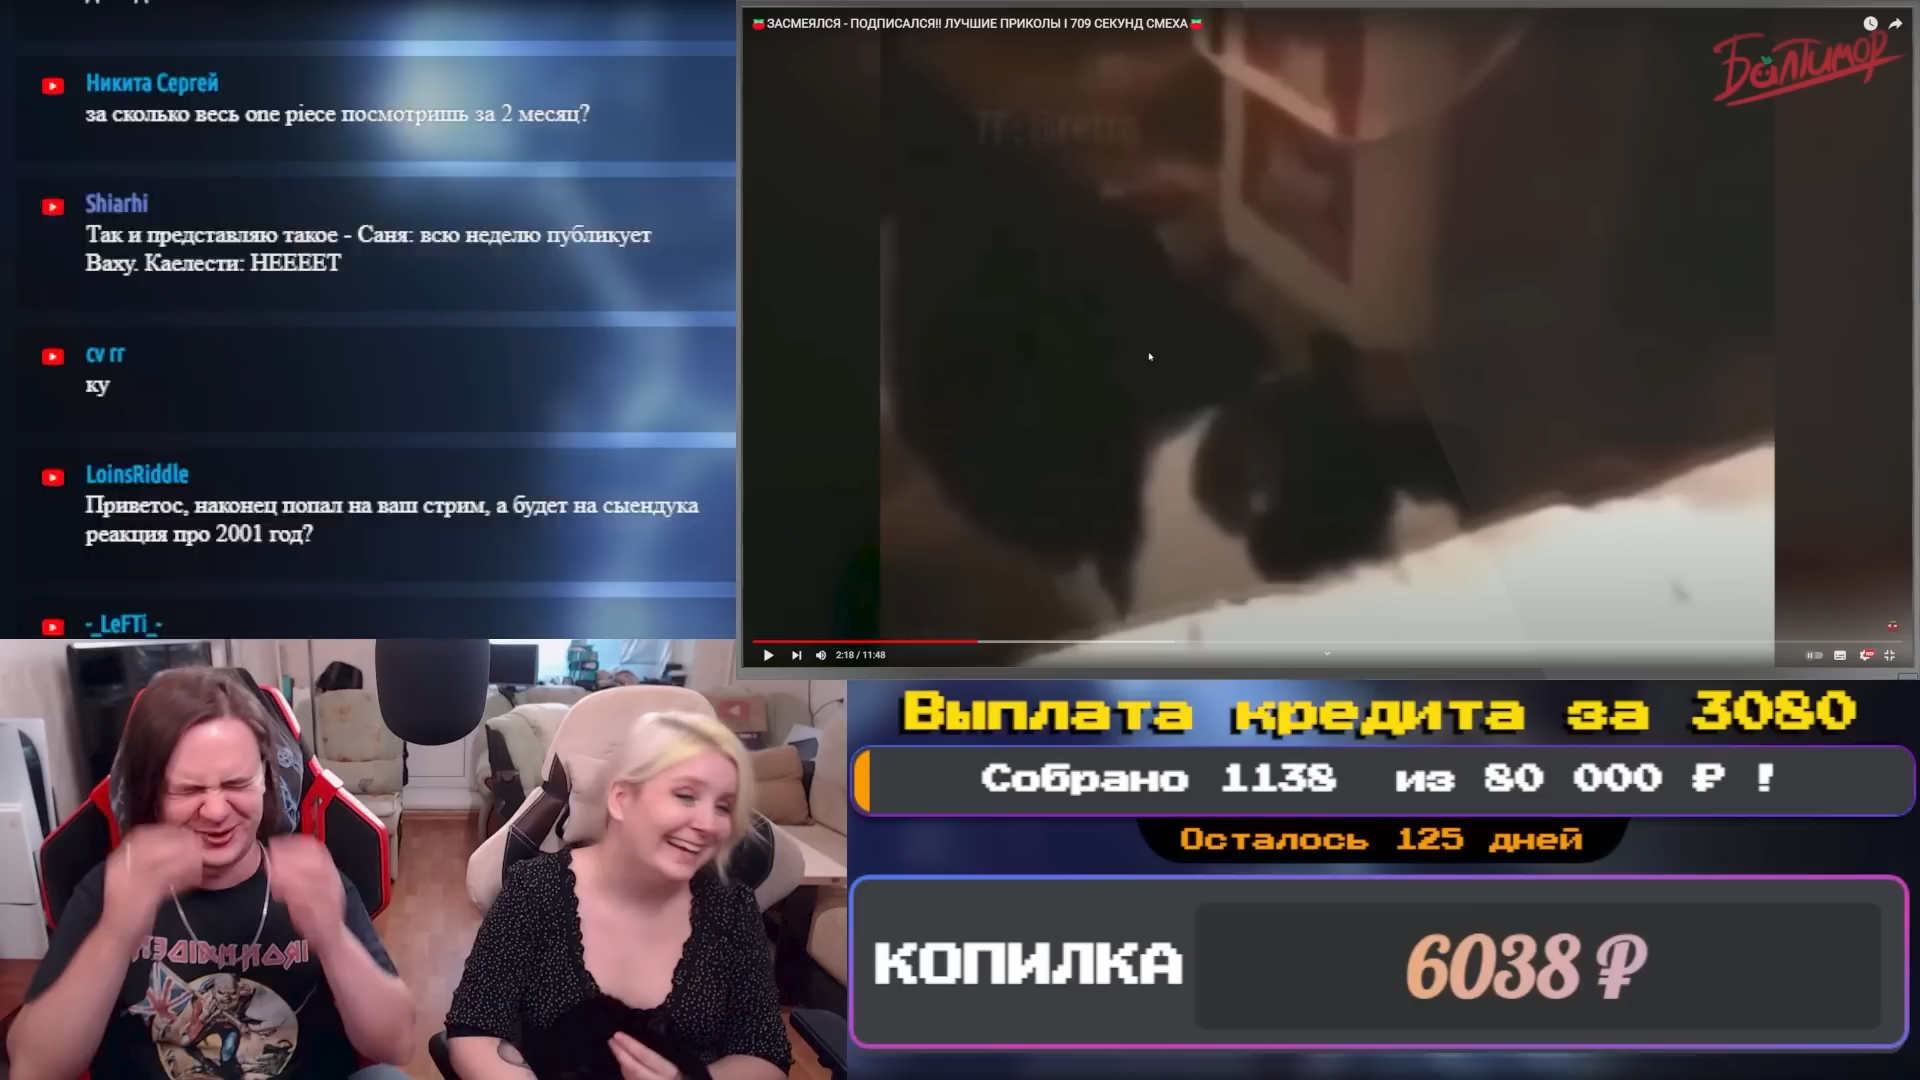 Никита Сергей
за сколько весь one piece посмотришь за 2 месяц?
Shiarhi
Так и представляю такое - Саня: всю неделю публикует
Ваху. Каелести: НЕЕЕЕТ
cv rr
ку
LoinsRiddle
Приветос, наконец попал на ваш стрим, а будет на сыендука
реакция про 2001 год?
-_LeFTi_-
ЗАСМЕЯЛСЯ - ПОДПИСАЛСЯ!! ЛУЧШИЕ ПРИКОЛЫ I 709 СЕКУНД СМЕХА
Балтимор
2:18 / 11:48
IRON MAIDEN
Выплата кредита за 3080
Собрано 1138 из 80 000 ₽ !
Осталось 125 дней
КОПИЛКА
6038 ₽